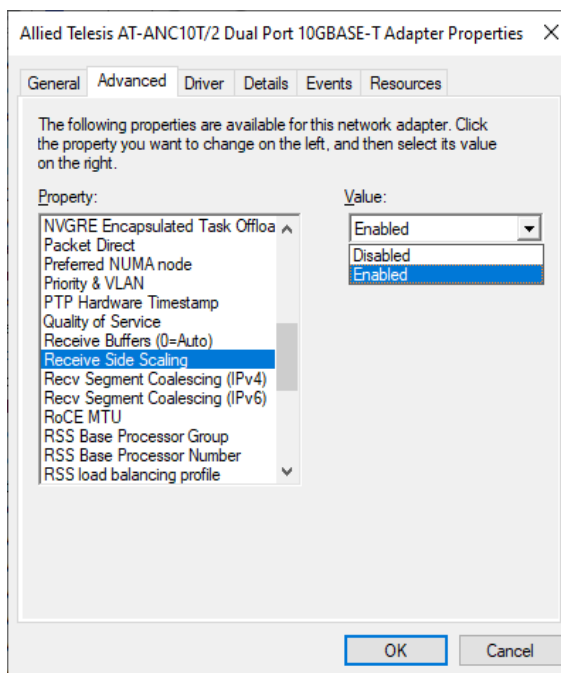 Allied Telesis AT-ANC10T/2 Dual Port 10GBASE-T Adapter Properties
General Advanced Driver Details Events Resources
The following properties are available for this network adapter. Click
the property you want to change on the left, and then select its value
on the right.
Property:
NVGRE Encapsulated Task Offloa
Packet Direct
Preferred NUMA node
Priority & VLAN
PTP Hardware Timestamp
Quality of Service
Receive Buffers (0=Auto)
Receive Side Scaling
Recv Segment Coalescing (IPv4)
Recv Segment Coalescing (IPv6)
RoCE MTU
RSS Base Processor Group
RSS Base Processor Number
RSS load balancing profile
Value:
Enabled
Disabled
Enabled
OK Cancel